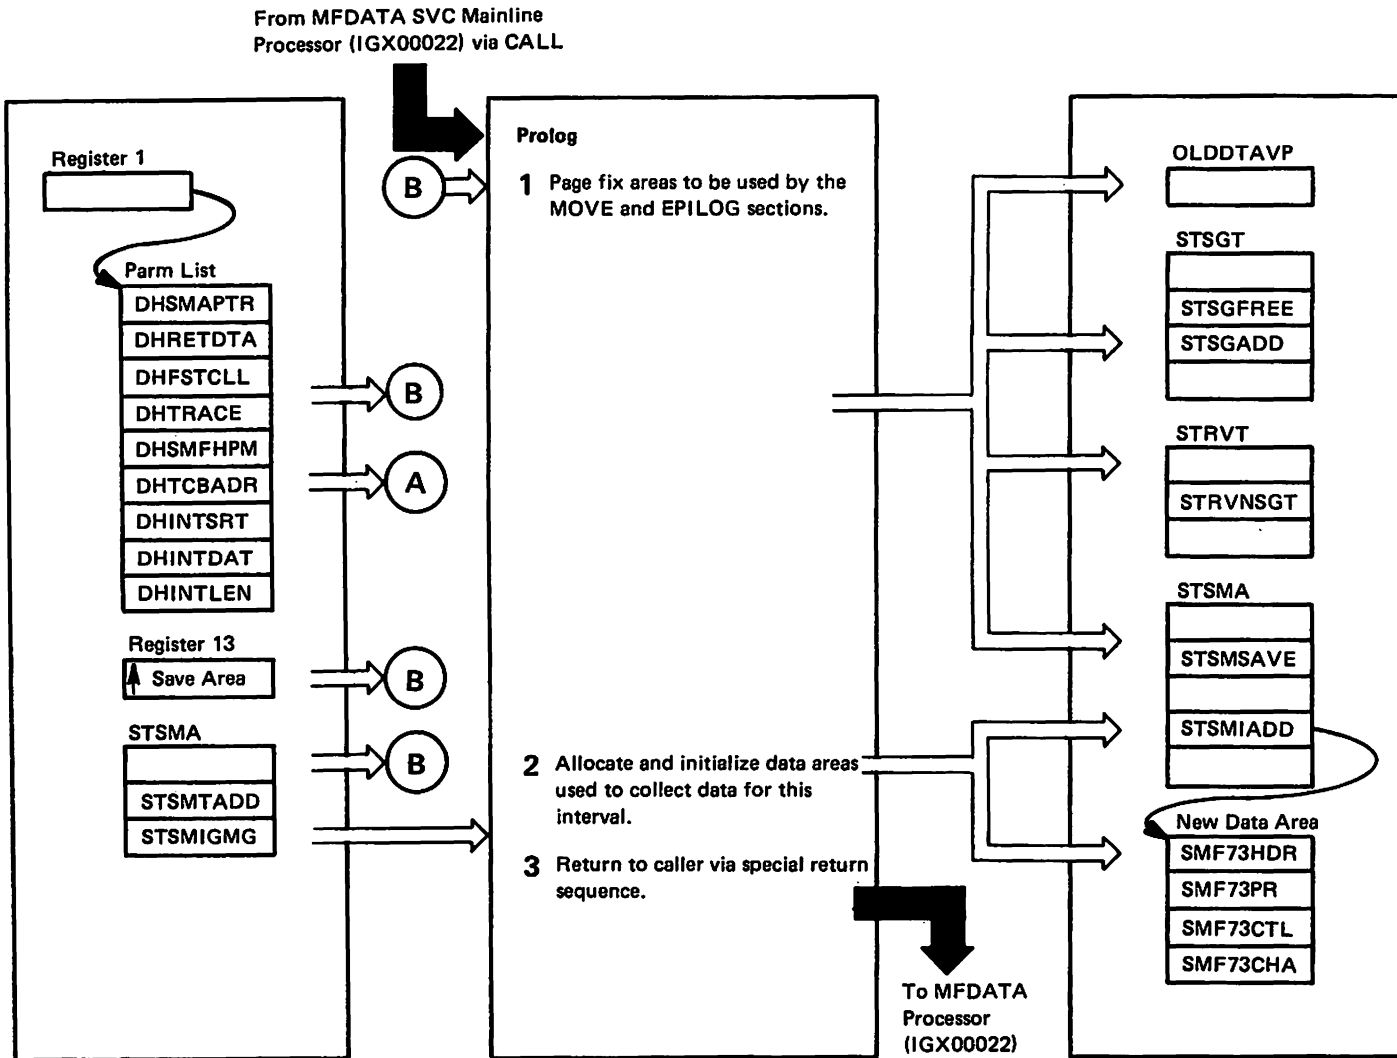 From MFDATA SVC Mainline
Processor (IGX00022) via CALL
Register 1
Parm List
DHSMAPTR
DHRETDTA
DHFSTCLL
DHTRACE
DHSMFHPM
DHTCBADR
DHINTSRT
DHINTDAT
DHINTLEN
Register 13
Save Area
STSMA
STSMTADD
STSMIGMG
B
B
A
B
B
Prolog
1 Page fix areas to be used by the
MOVE and EPILOG sections.
2 Allocate and initialize data areas
used to collect data for this
interval.
3 Return to caller via special return
sequence.
To MFDATA
Processor
(IGX00022)
OLDDTAVP
STSGT
STSGFREE
STSGADD
STRVT
STRVNSGT
STSMA
STSMSAVE
STSMIADD
New Data Area
SMF73HDR
SMF73PR
SMF73CTL
SMF73CHA